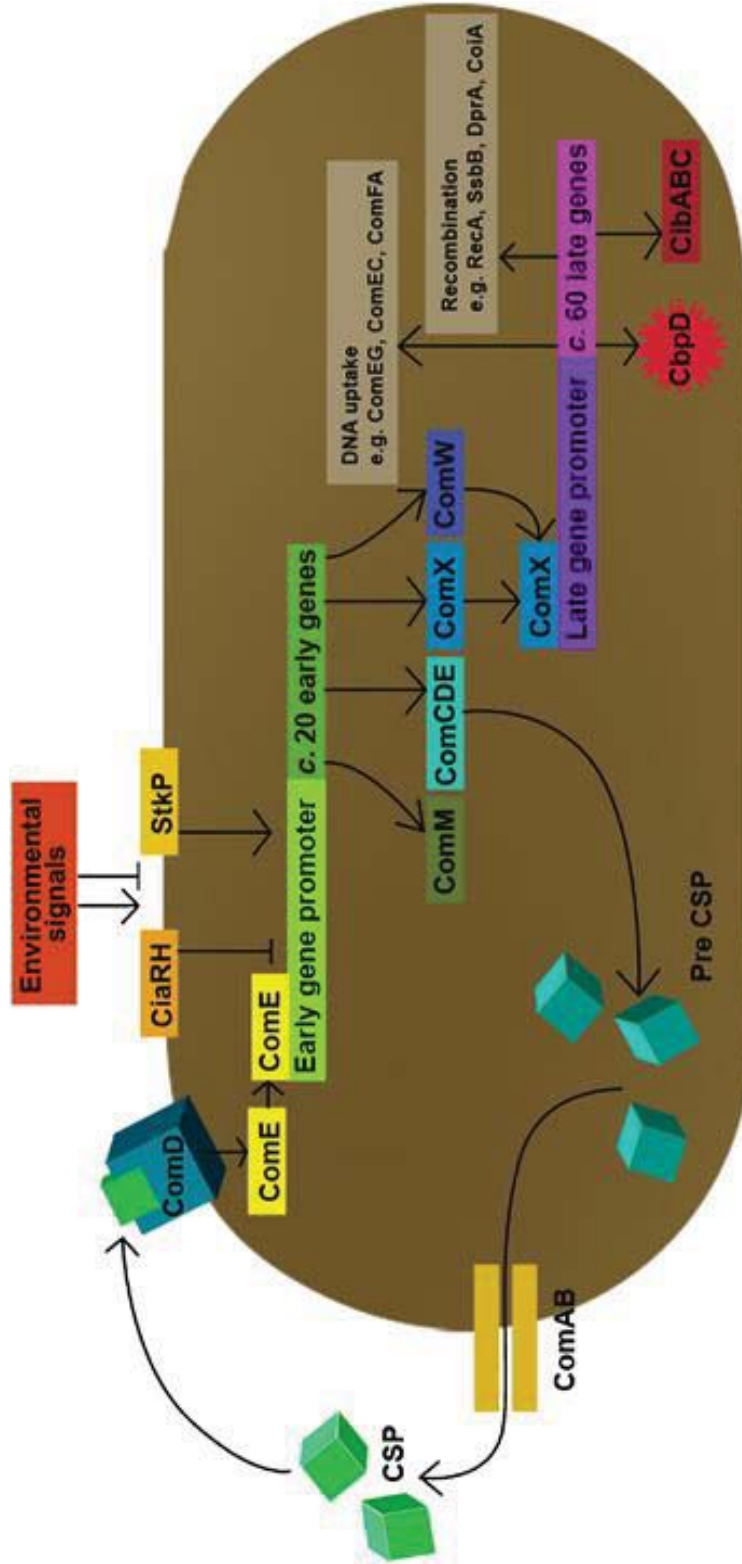 Environmental
signals
CiaRH
StkP
ComD
ComE
ComE
Early gene promoter
c. 20 early genes
CSP
ComM
ComCDE
ComX
ComW
DNA uptake
e.g. ComEG, ComEC, ComFA
Recombination
e.g. RecA, SsbB, DprA, CoiA
ComX
Late gene promoter
c. 60 late genes
ComAB
Pre CSP
CbpD
CibABC